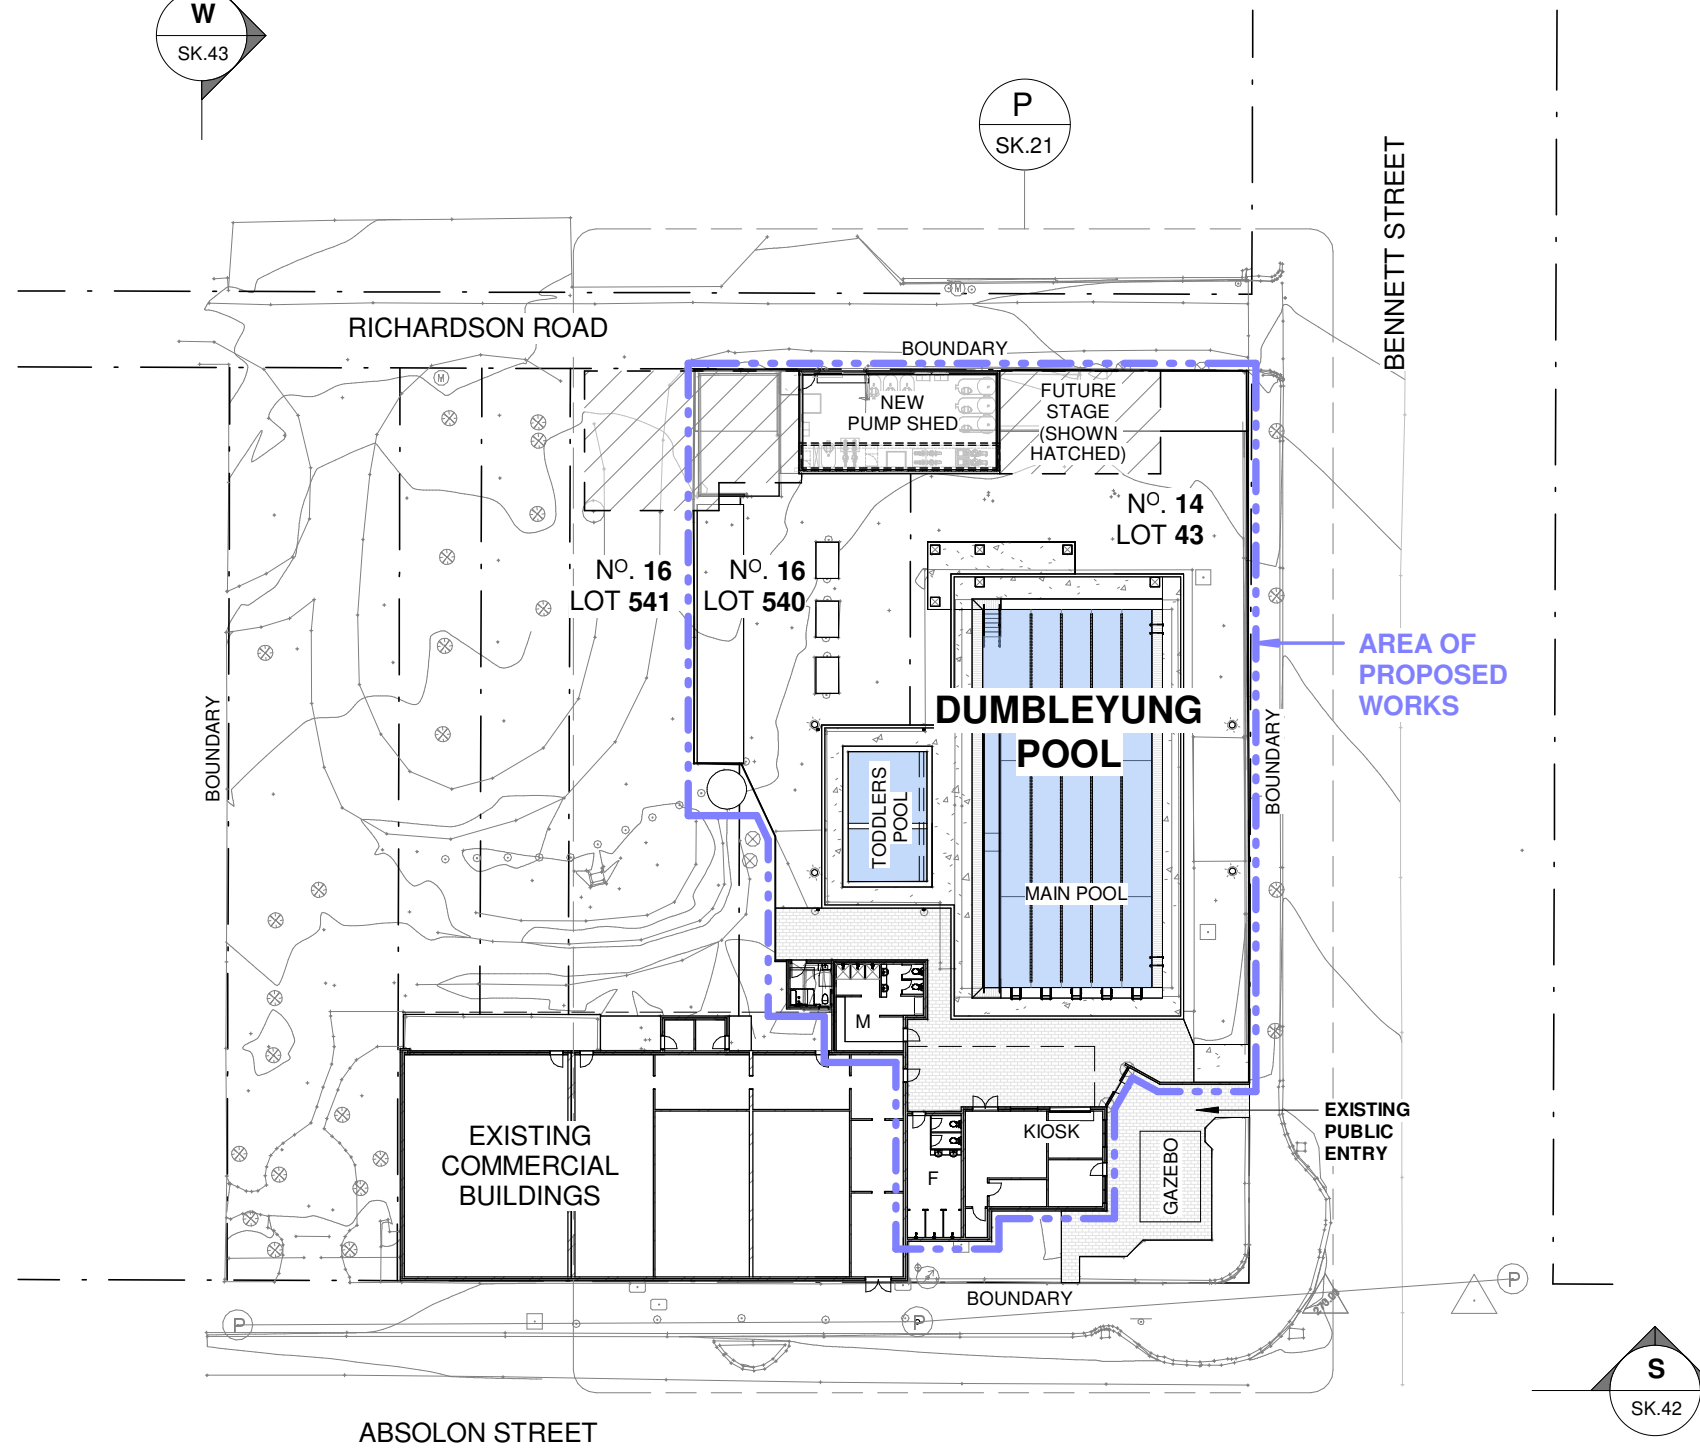 W
SK.43
P
SK.21
BENNETT STREET
RICHARDSON ROAD
BOUNDARY
M
M
NEW
PUMP SHED
FUTURE
STAGE
(SHOWN
HATCHED)
Nº. 14
LOT 43
Nº. 16
LOT 541
Nº. 16
LOT 540
AREA OF
PROPOSED
WORKS
DUMBLEYUNG
POOL
BOUNDARY
BOUNDARY
TODDLERS
POOL
MAIN POOL
M
EXISTING
COMMERCIAL
BUILDINGS
KIOSK
F
GAZEBO
EXISTING
PUBLIC
ENTRY
BOUNDARY
P
P
P
S
SK.42
ABSOLON STREET